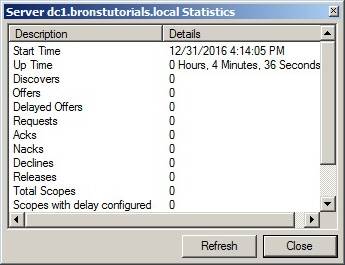 Server dc1.bronstutorials.local Statistics
Description Details
Start Time 12/31/2016 4:14:05 PM
Up Time 0 Hours, 4 Minutes, 36 Seconds
Discovers 0
Offers 0
Delayed Offers 0
Requests 0
Acks 0
Nacks 0
Declines 0
Releases 0
Total Scopes 0
Scopes with delay configured 0
Refresh Close